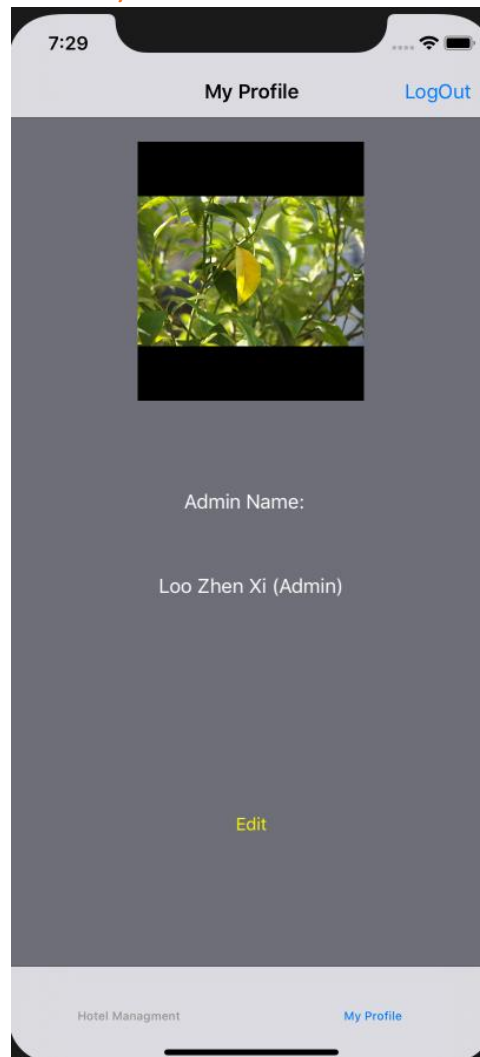 7:29
My Profile LogOut
Admin Name:
Loo Zhen Xi (Admin)
Edit
Hotel Managment My Profile